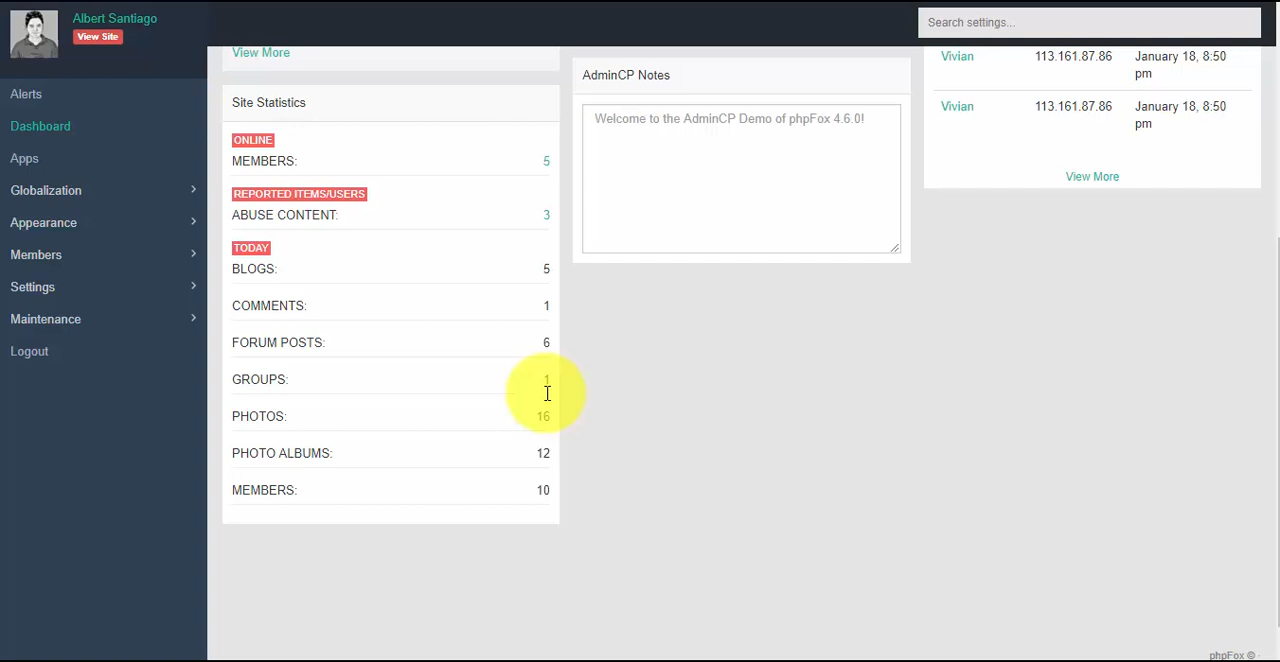 Albert Santiago
View Site
Search settings...
Alerts
Dashboard
Apps
Globalization
Appearance
Members
Settings
Maintenance
Logout
View More
Site Statistics
ONLINE
MEMBERS: 5
REPORTED ITEMS/USERS
ABUSE CONTENT: 3
TODAY
BLOGS: 5
COMMENTS: 1
FORUM POSTS: 6
GROUPS: 1
PHOTOS: 16
PHOTO ALBUMS: 12
MEMBERS: 10
AdminCP Notes
Welcome to the AdminCP Demo of phpFox 4.6.0!
Vivian 113.161.87.86 January 18, 8:50
pm
Vivian 113.161.87.86 January 18, 8:50
pm
View More
phpFox ©